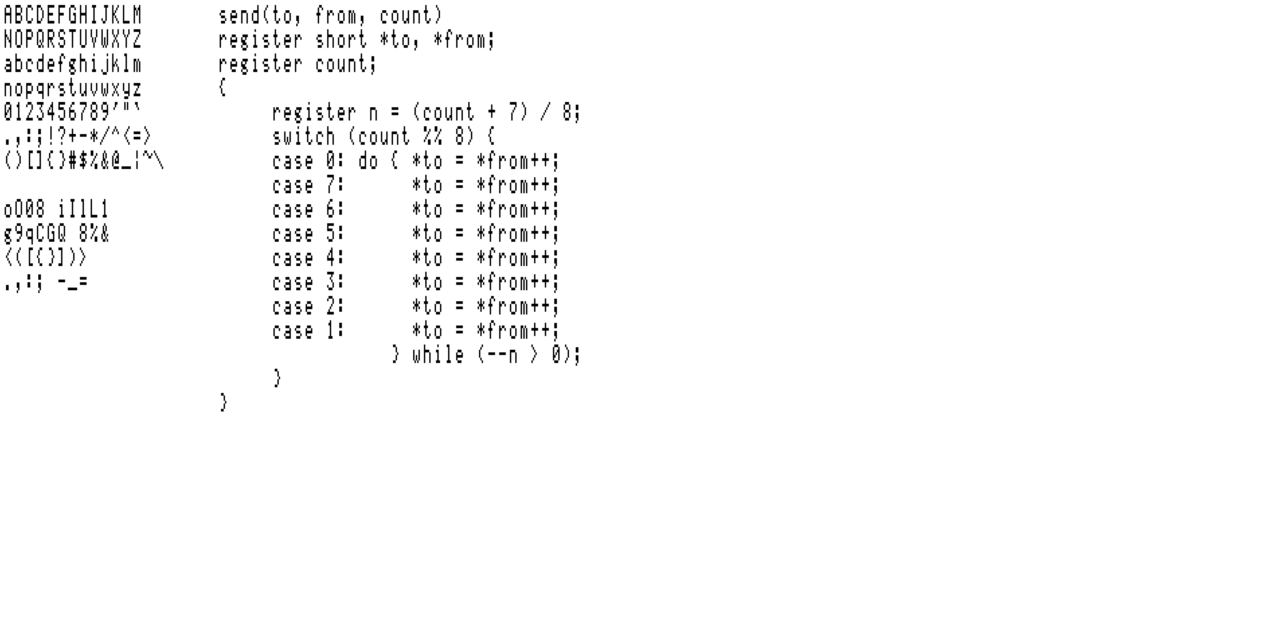 ABCDEFGHIJKLM
NOPQRSTUVWXYZ
abcdefghijklm
nopqrstuvwxyz
0123456789'"`
.,:;!?+-*/^<=>
()[]{}#$%&@_¦~\
oO08 iIlL1
g9qCGQ 8%&
<([{}])>
.,:; -_=
send(to, from, count)
register short *to, *from;
register count;
{
     register n = (count + 7) / 8;
     switch (count %% 8) {
     case 0: do { *to = *from++;
     case 7:      *to = *from++;
     case 6:      *to = *from++;
     case 5:      *to = *from++;
     case 4:      *to = *from++;
     case 3:      *to = *from++;
     case 2:      *to = *from++;
     case 1:      *to = *from++;
                } while (--n > 0);
     }
}